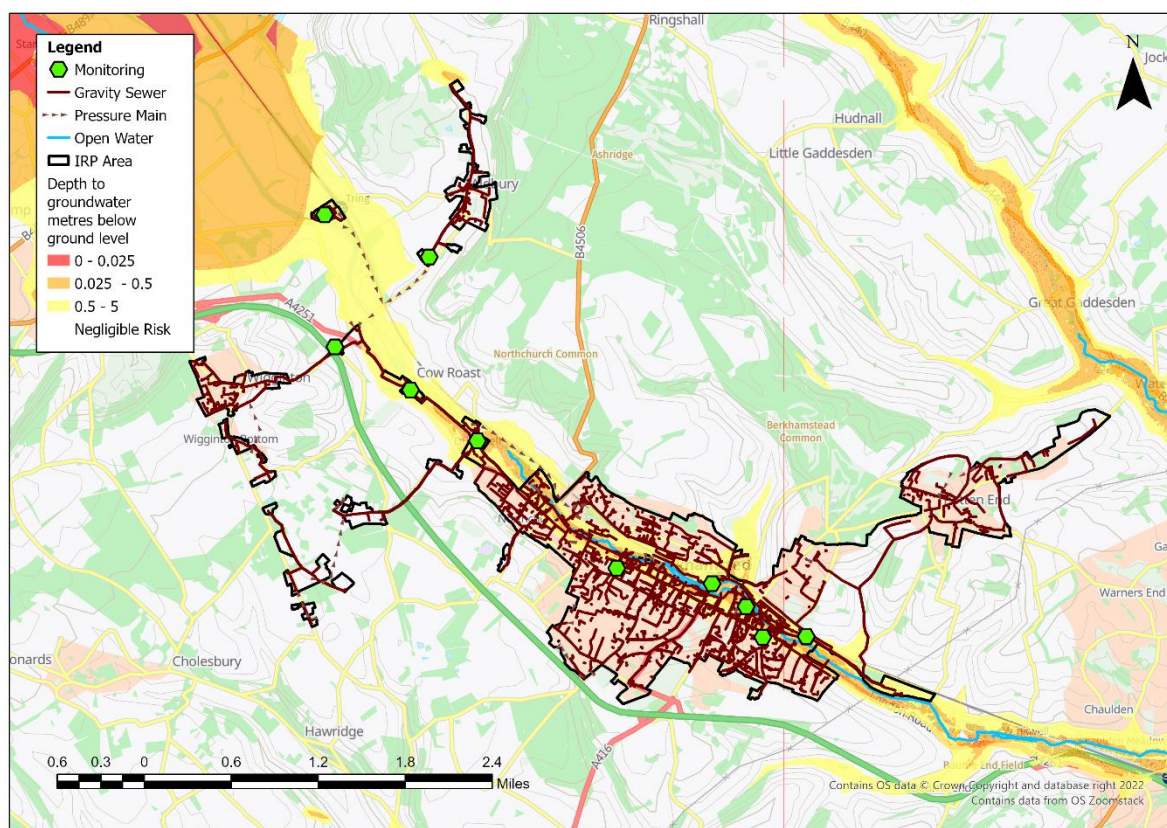 Legend
Monitoring
Gravity Sewer
Pressure Main
Open Water
IRP Area
Depth to
groundwater
metres below
ground level
0 - 0.025
0.025 - 0.5
0.5 - 5
Negligible Risk
N
Ringshall
Hudnall
Little Gaddesden
Ashridge
B4506
Great Gaddesden
Tring
A4251
Cow Roast
Northchurch Common
Berkhamstead
Common
Wigginton Bottom
Warners End
Cholesbury
Hawridge
Chaulden
A416
0.6 0.3 0 0.6 1.2 1.8 2.4
Miles
Contains OS data © Crown Copyright and database right 2022
Contains data from OS Zoomstack